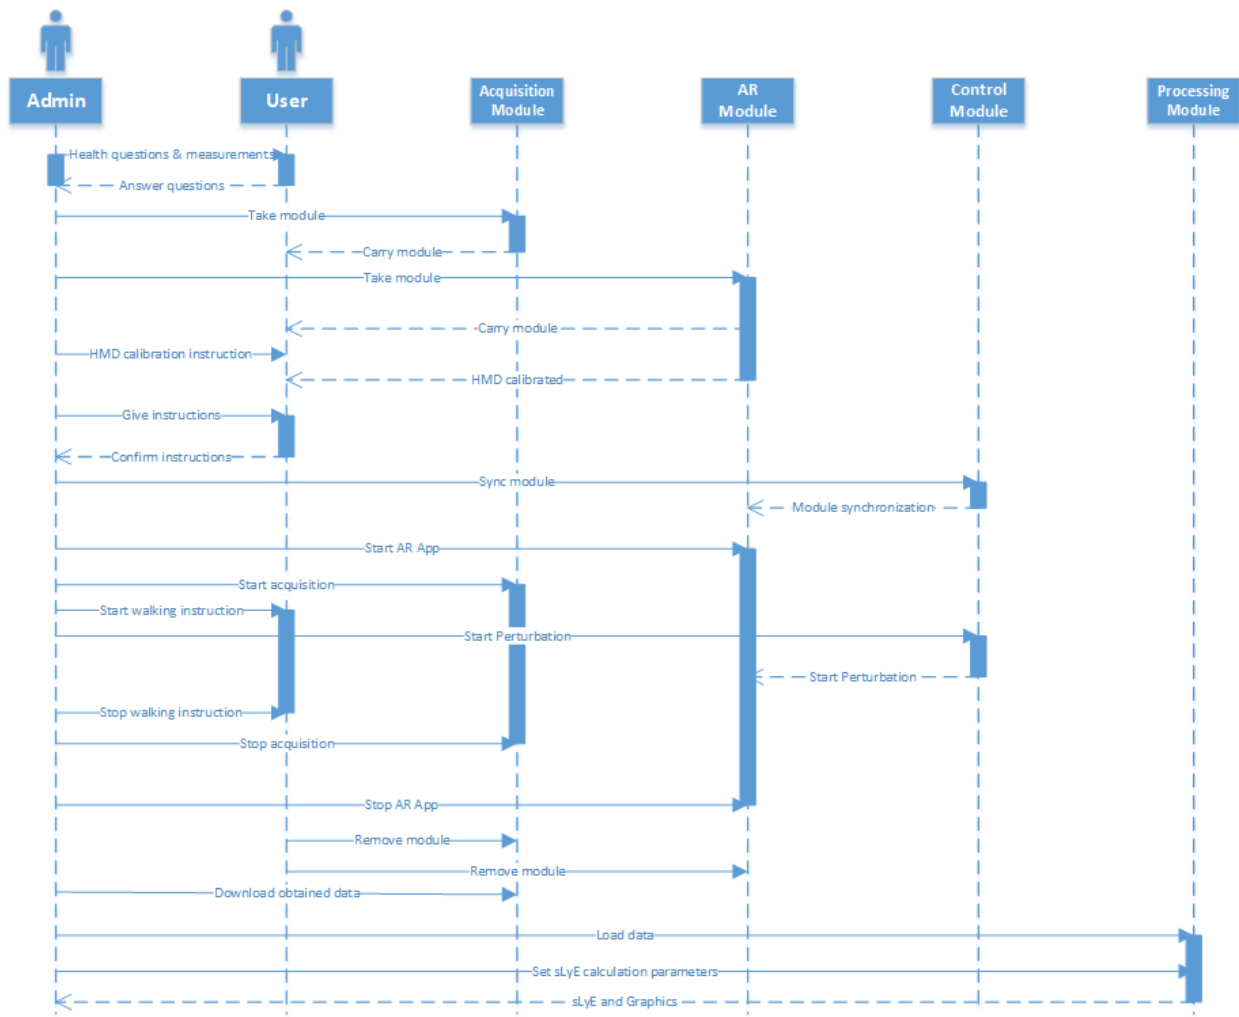 Admin
User
Acquisition
Module
AR
Module
Control
Module
Processing
Module
Health questions & measurements
Answer questions
Take module
Carry module
Take module
Carry module
HMD calibration instruction
HMD calibrated
Give instructions
Confirm instructions
Sync module
Module synchronization
Start AR App
Start acquisition
Start walking instruction
Start Perturbation
Start Perturbation
Stop walking instruction
Stop acquisition
Stop AR App
Remove module
Remove module
Download obtained data
Load data
Set sLyE calculation parameters
sLyE and Graphics